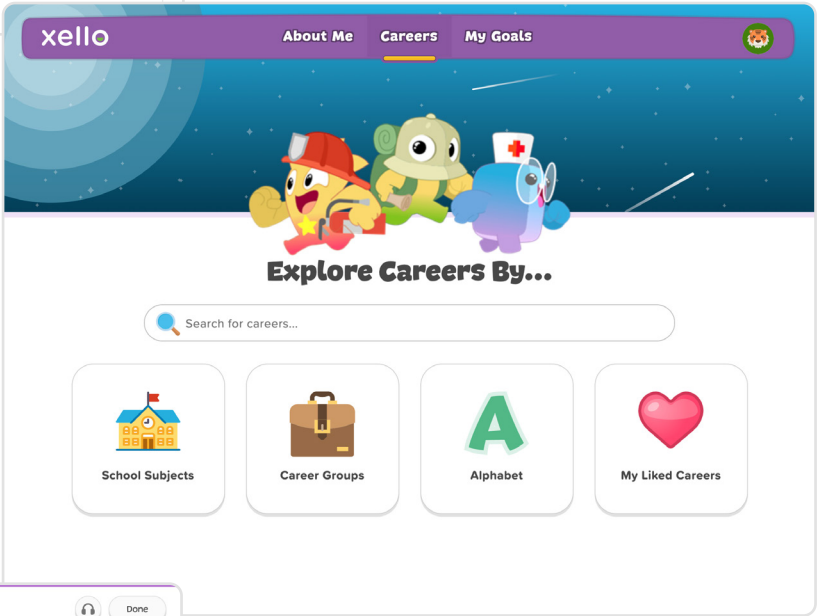 xello
About Me Careers My Goals
Explore Careers By...
Search for careers...
School Subjects Career Groups Alphabet My Liked Careers
A
Done